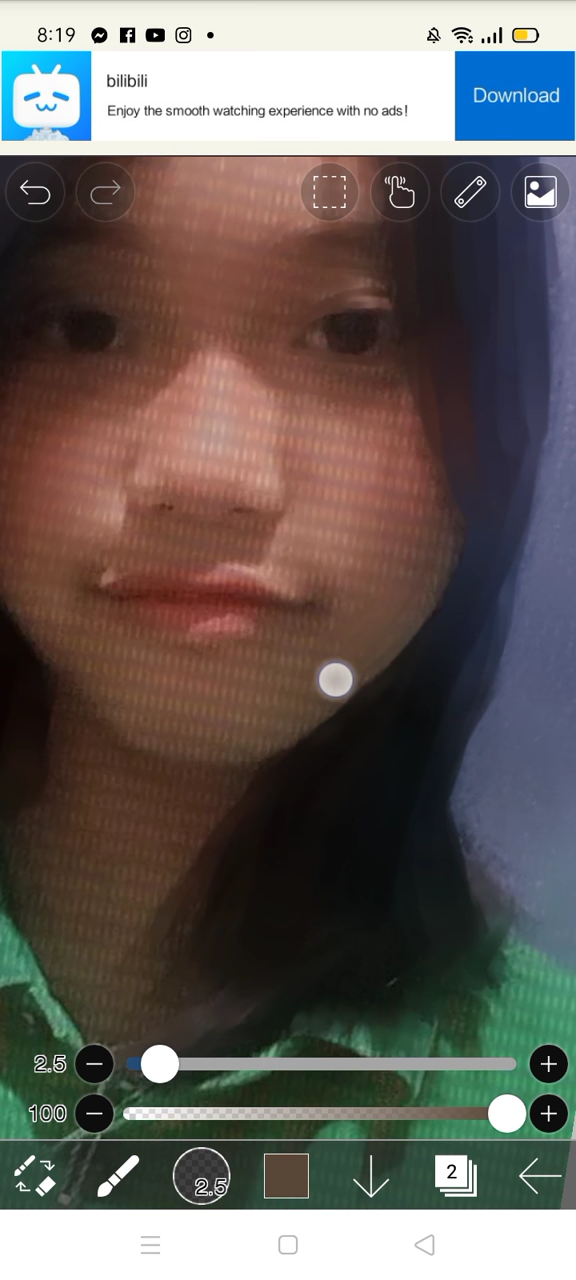 8:19
bilibili
Enjoy the smooth watching experience with no ads!
Download
2.5
100
2.5
2